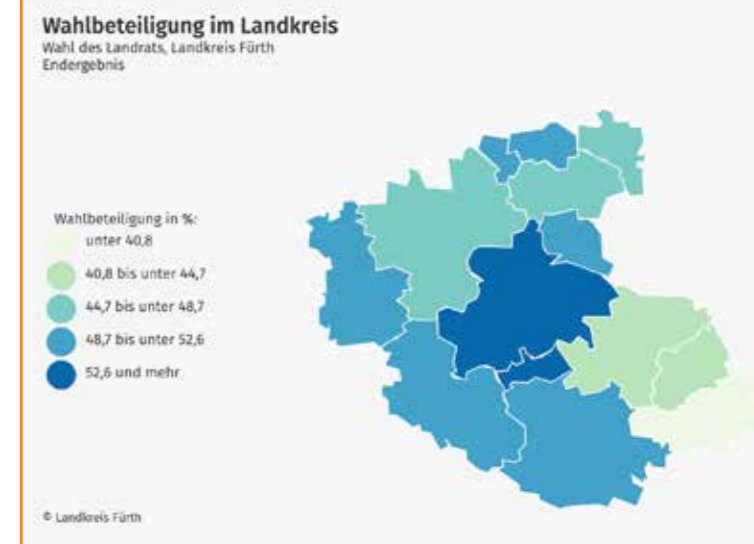 Wahlbeteiligung im Landkreis
Wahl des Landrats, Landkreis Fürth
Endergebnis
Wahlbeteiligung in %:
unter 40,8
40,8 bis unter 44,7
44,7 bis unter 48,7
48,7 bis unter 52,6
52,6 und mehr
© Landkreis Fürth